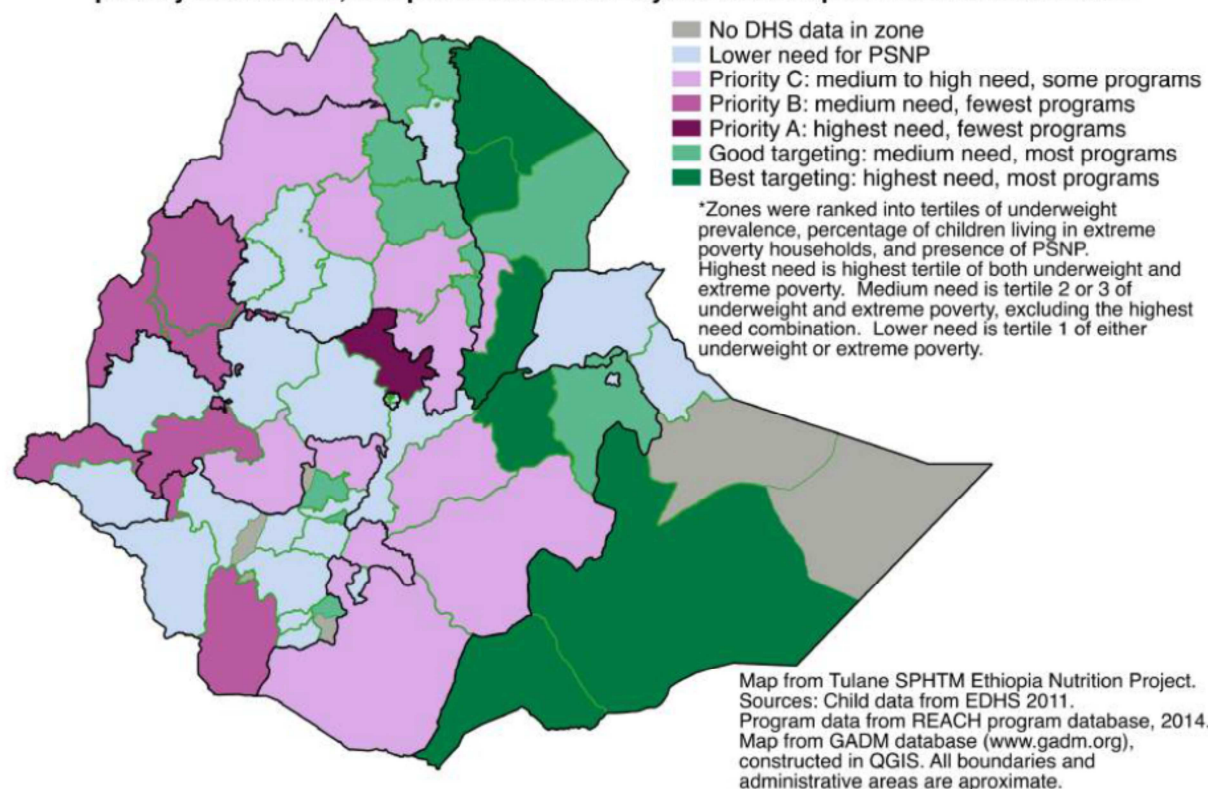 No DHS data in zone
Lower need for PSNP
Priority C: medium to high need, some programs
Priority B: medium need, fewest programs
Priority A: highest need, fewest programs
Good targeting: medium need, most programs
Best targeting: highest need, most programs
*Zones were ranked into tertiles of underweight
prevalence, percentage of children living in extreme
poverty households, and presence of PSNP.
Highest need is highest tertile of both underweight and
extreme poverty. Medium need is tertile 2 or 3 of
underweight and extreme poverty, excluding the highest
need combination. Lower need is tertile 1 of either
underweight or extreme poverty.
Map from Tulane SPHTM Ethiopia Nutrition Project.
Sources: Child data from EDHS 2011.
Program data from REACH program database, 2014.
Map from GADM database (www.gadm.org),
constructed in QGIS. All boundaries and
administrative areas are aproximate.